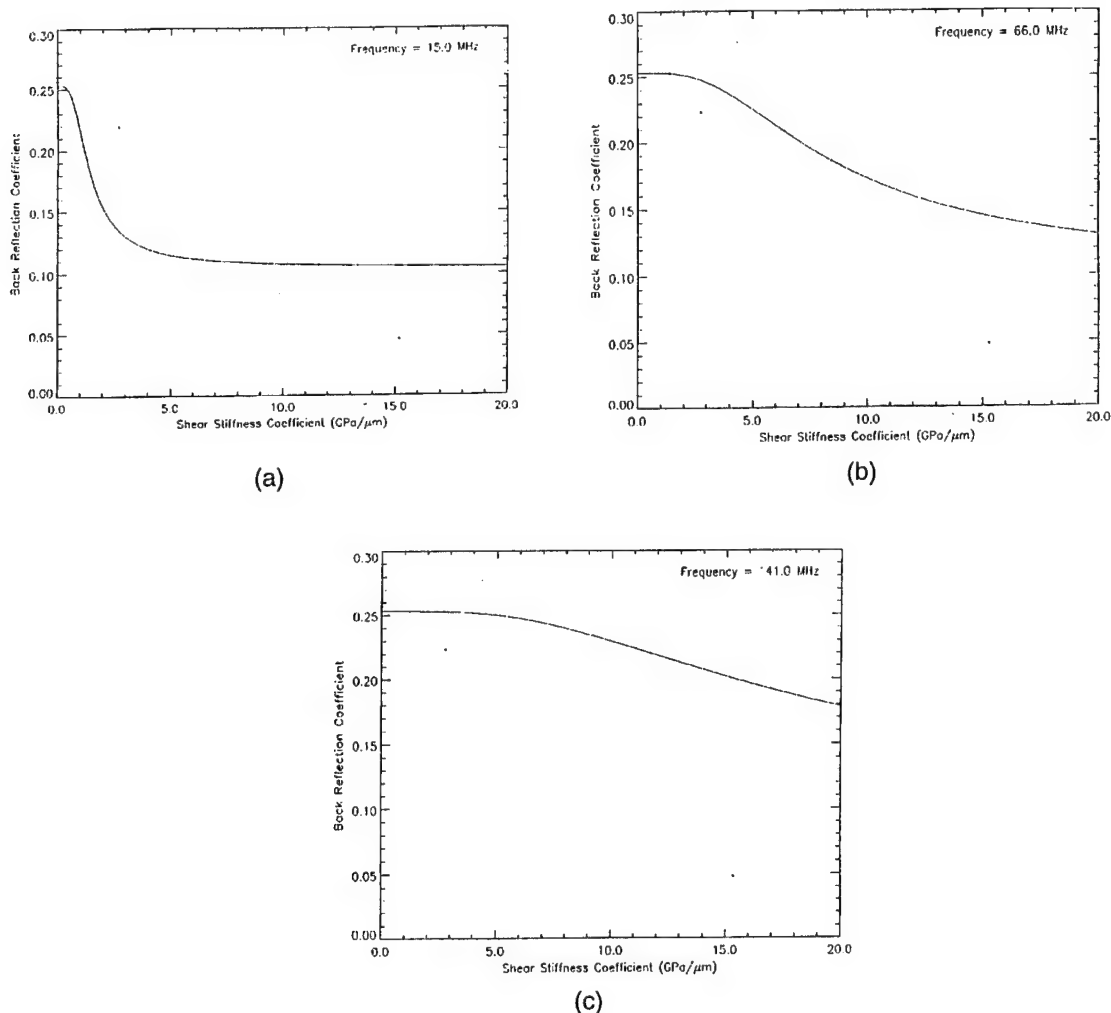 0.30
0.25
0.20
0.15
0.10
0.05
0.00
Back Reflection Coefficient
Frequency = 15.0 MHz
0.0 5.0 10.0 15.0 20.0
Shear Stiffness Coefficient (GPa/μm)
(a)
0.30
0.25
0.20
0.15
0.10
0.05
0.00
Back Reflection Coefficient
Frequency = 66.0 MHz
0.0 5.0 10.0 15.0 20.0
Shear Stiffness Coefficient (GPa/μm)
(b)
0.30
0.25
0.20
0.15
0.10
0.05
0.00
Back Reflection Coefficient
Frequency = 141.0 MHz
0.0 5.0 10.0 15.0 20.0
Shear Stiffness Coefficient (GPa/μm)
(c)